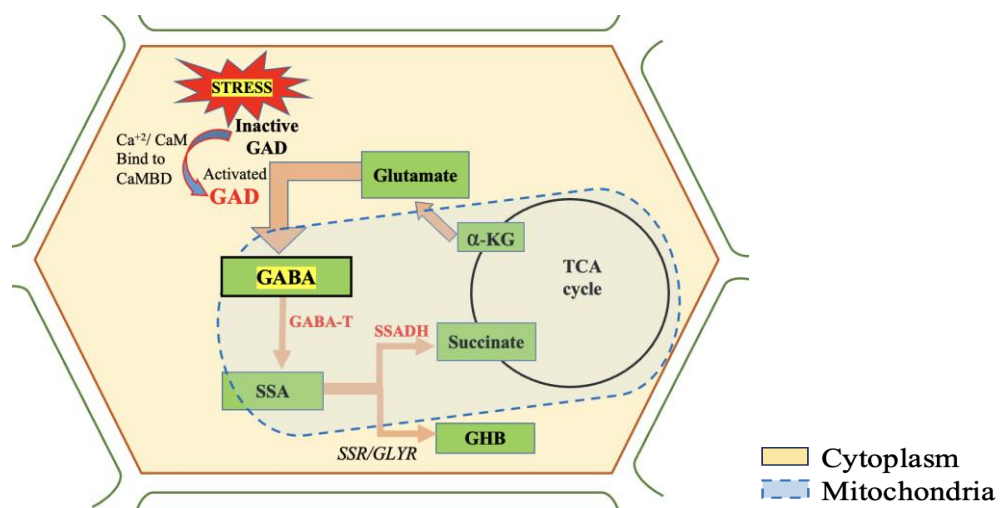 STRESS
Inactive
GAD
Ca+2/ CaM
Bind to
CaMBD
Activated
GAD
Glutamate
α-KG
TCA
cycle
GABA
GABA-T
SSADH
Succinate
SSA
GHB
SSR/GLYR
Cytoplasm
Mitochondria